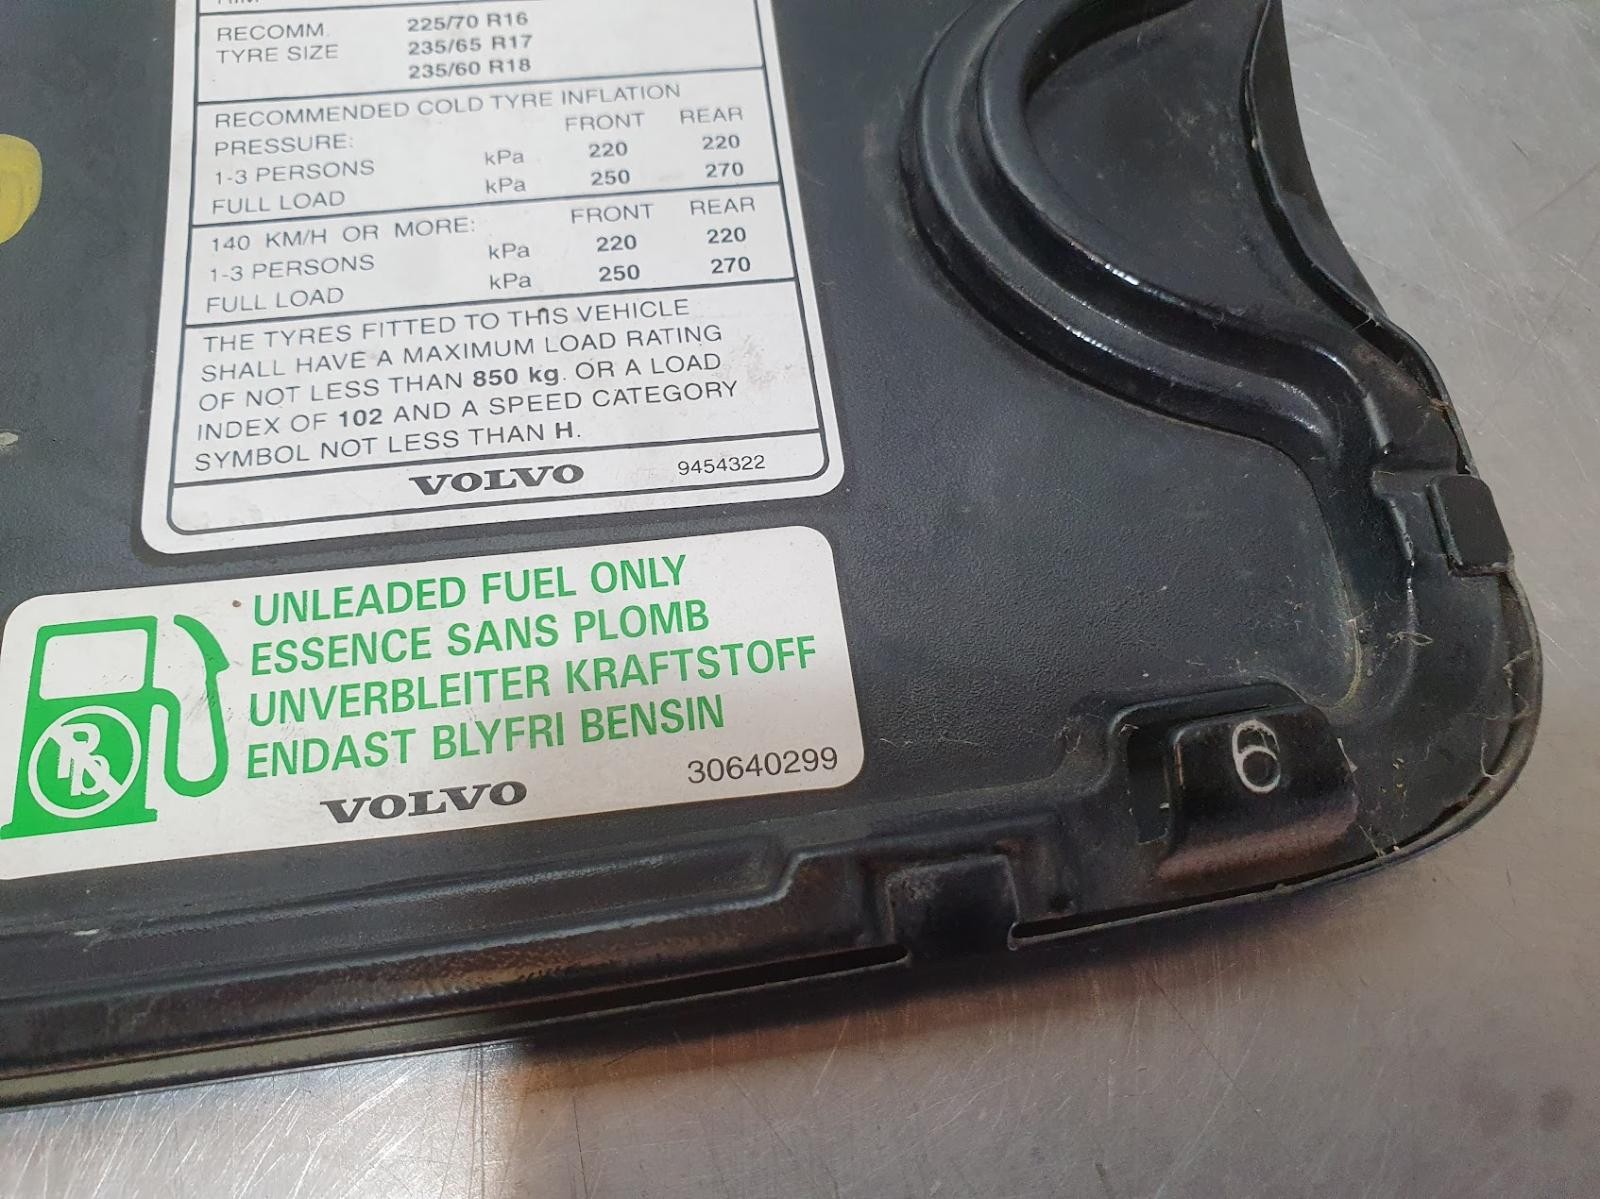 RECOMM. 225/70 R16
TYRE SIZE 235/65 R17
235/60 R18
RECOMMENDED COLD TYRE INFLATION
PRESSURE: FRONT REAR
1-3 PERSONS kPa 220 220
FULL LOAD kPa 250 270
140 KM/H OR MORE: FRONT REAR
1-3 PERSONS kPa 220 220
FULL LOAD kPa 250 270
THE TYRES FITTED TO THIS VEHICLE
SHALL HAVE A MAXIMUM LOAD RATING
OF NOT LESS THAN 850 kg. OR A LOAD
INDEX OF 102 AND A SPEED CATEGORY
SYMBOL NOT LESS THAN H.
VOLVO 9454322
UNLEADED FUEL ONLY
ESSENCE SANS PLOMB
UNVERBLEITER KRAFTSTOFF
ENDAST BLYFRI BENSIN
Pb
VOLVO 30640299
6